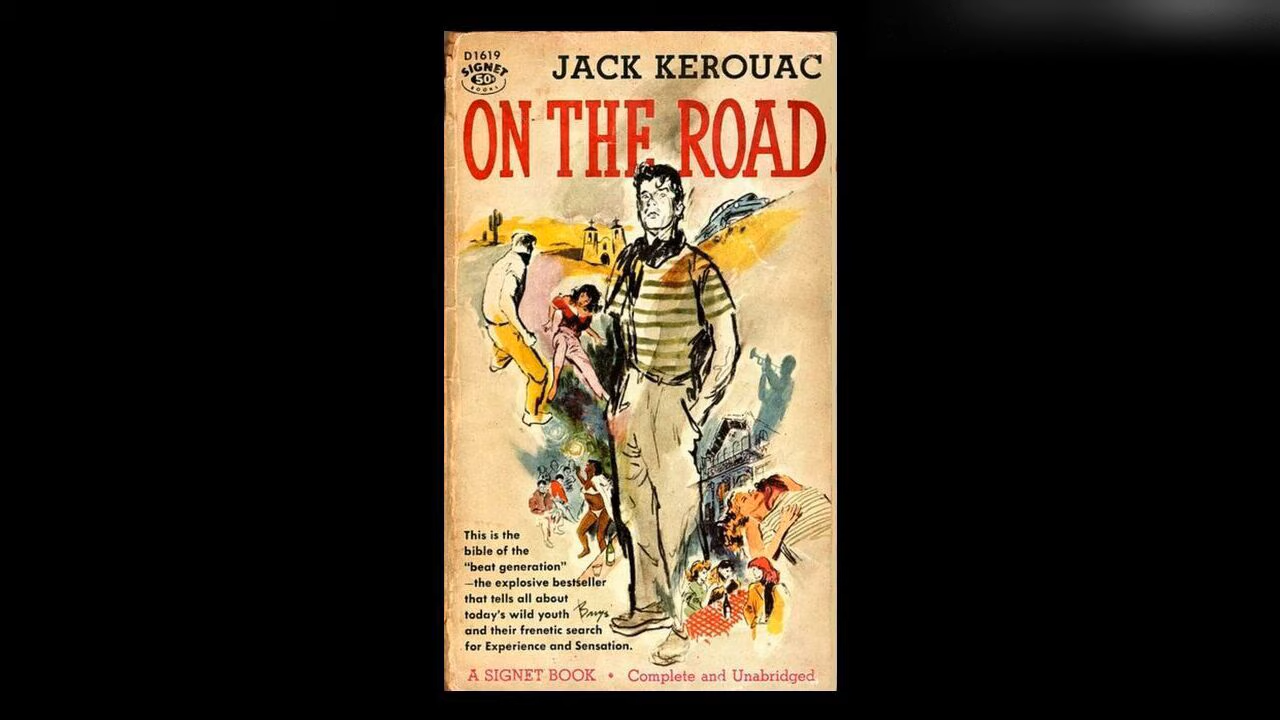 D1619
SIGNET
50¢
BOOKS
JACK KEROUAC
ON THE ROAD
This is the
bible of the
"beat generation"
—the explosive bestseller
that tells all about
today's wild youth
and their frenetic search
for Experience and Sensation.
A SIGNET BOOK • Complete and Unabridged